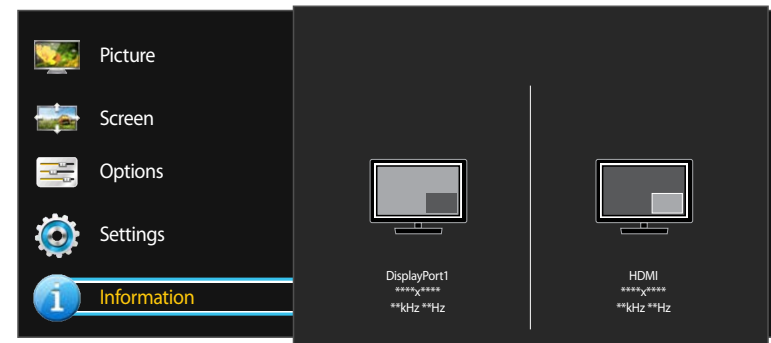 Picture
Screen
Options
Settings
Information
DisplayPort1
****x****
**kHz **Hz
HDMI
****x****
**kHz **Hz